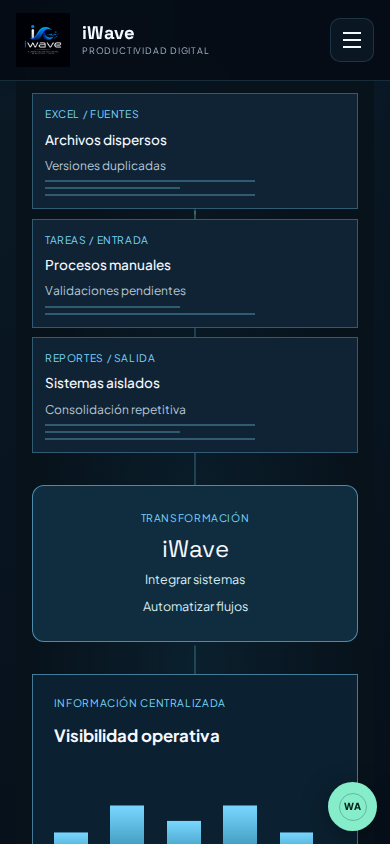 iwave
iWave
PRODUCTIVIDAD DIGITAL
EXCEL / FUENTES
Archivos dispersos
Versiones duplicadas
TAREAS / ENTRADA
Procesos manuales
Validaciones pendientes
REPORTES / SALIDA
Sistemas aislados
Consolidación repetitiva
TRANSFORMACIÓN
iWave
Integrar sistemas
Automatizar flujos
INFORMACIÓN CENTRALIZADA
Visibilidad operativa
WA